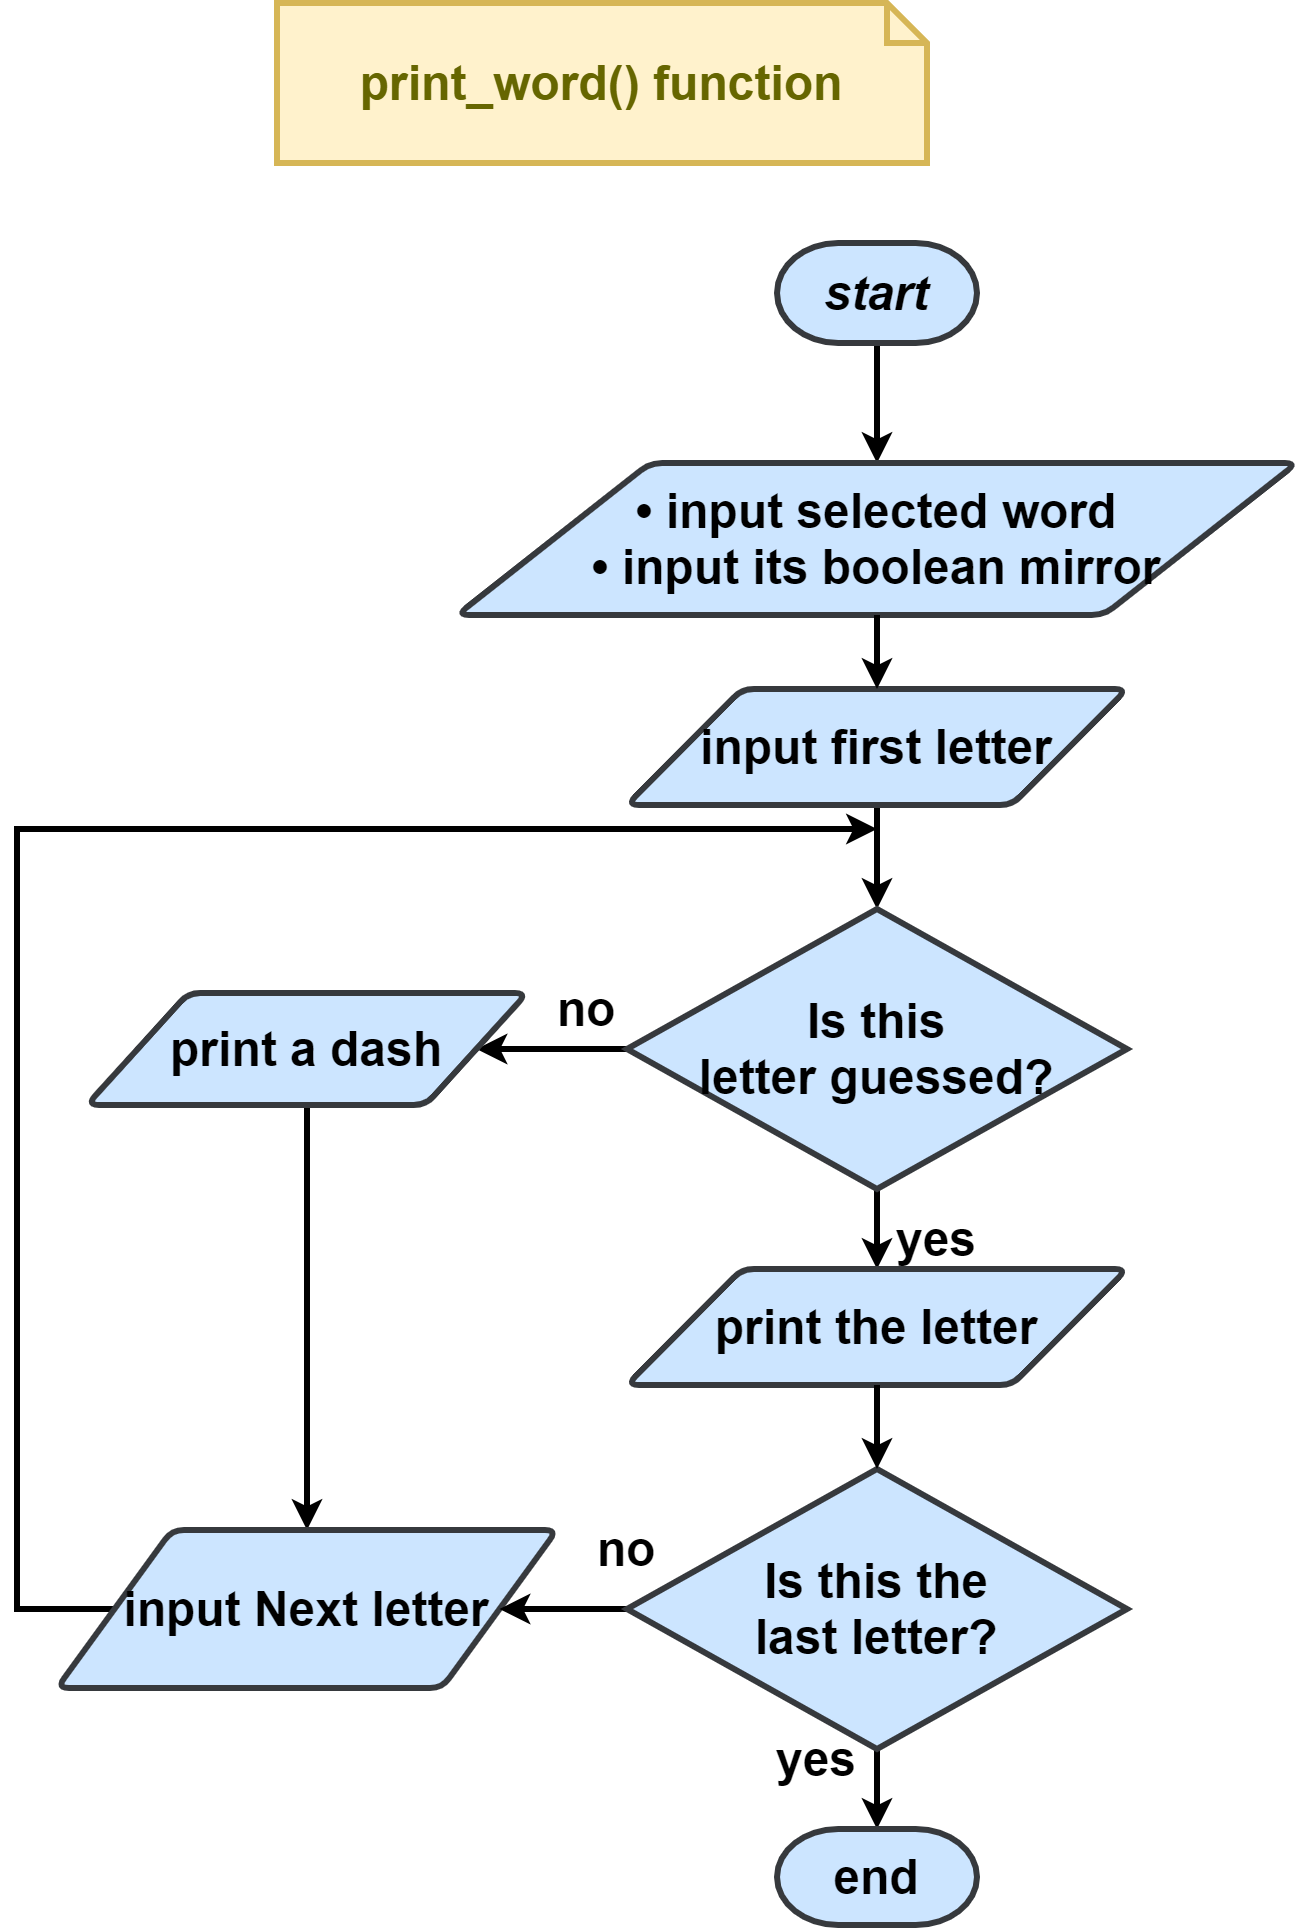 print_word() function
start
• input selected word
• input its boolean mirror
input first letter
Is this
letter guessed?
no
print a dash
yes
print the letter
Is this the
last letter?
no
input Next letter
yes
end